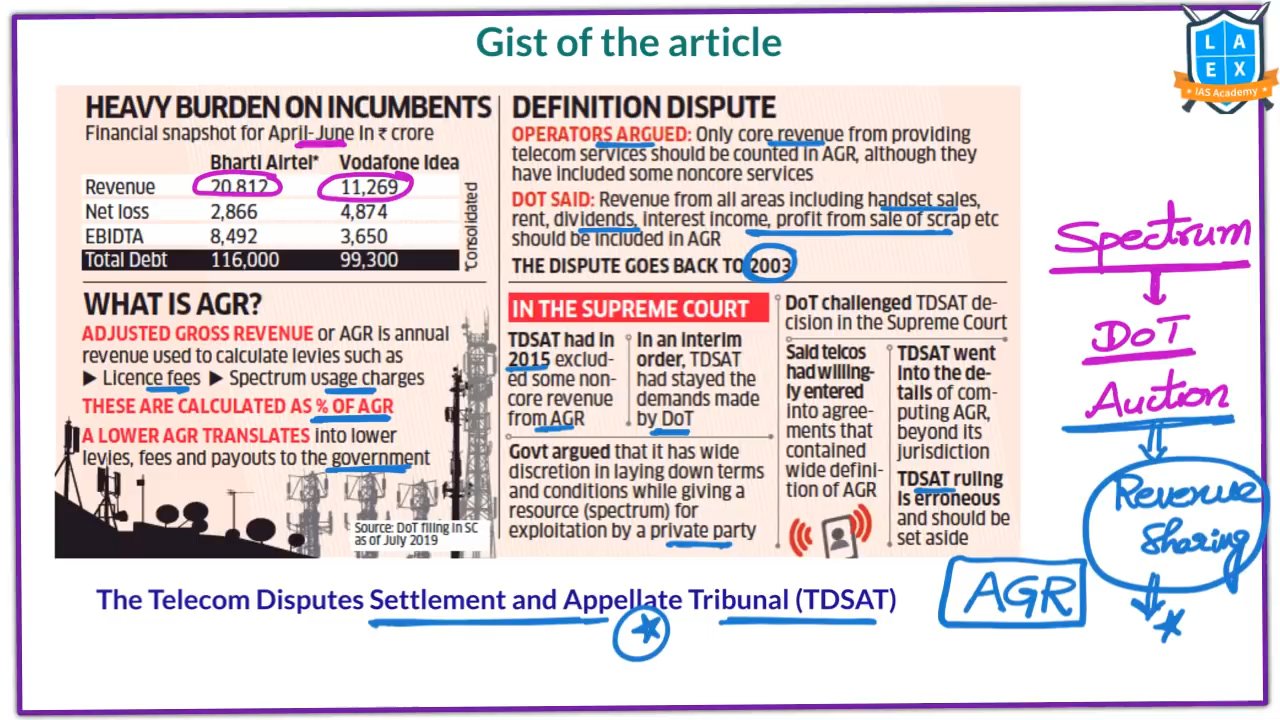 Gist of the article
L A
E X
IAS Academy
HEAVY BURDEN ON INCUMBENTS
Financial snapshot for April-June in ₹ crore
Bharti Airtel* Vodafone Idea
Revenue 20,812 11,269
Net loss 2,866 4,874
EBIDTA 8,492 3,650
Total Debt 116,000 99,300
*Consolidated
WHAT IS AGR?
ADJUSTED GROSS REVENUE or AGR is annual
revenue used to calculate levies such as
▶ Licence fees ▶ Spectrum usage charges
THESE ARE CALCULATED AS % OF AGR
A LOWER AGR TRANSLATES into lower
levies, fees and payouts to the government
Source: DoT filing in SC
as of July 2019
DEFINITION DISPUTE
OPERATORS ARGUED: Only core revenue from providing
telecom services should be counted in AGR, although they
have included some noncore services
DOT SAID: Revenue from all areas including handset sales,
rent, dividends, interest income, profit from sale of scrap etc
should be included in AGR
THE DISPUTE GOES BACK TO 2003
IN THE SUPREME COURT
TDSAT had in
2015 exclud-
ed some non-
core revenue
from AGR
In an interim
order, TDSAT
had stayed the
demands made
by DoT
Govt argued that it has wide
discretion in laying down terms
and conditions while giving a
resource (spectrum) for
exploitation by a private party
DoT challenged TDSAT de-
cision in the Supreme Court
Said telcos
had willing-
ly entered
into agree-
ments that
contained
wide defini-
tion of AGR
TDSAT went
into the de-
tails of com-
puting AGR,
beyond its
jurisdiction
TDSAT ruling
is erroneous
and should be
set aside
Spectrum
DoT
Auction
Revenue
Sharing
AGR
The Telecom Disputes Settlement and Appellate Tribunal (TDSAT)